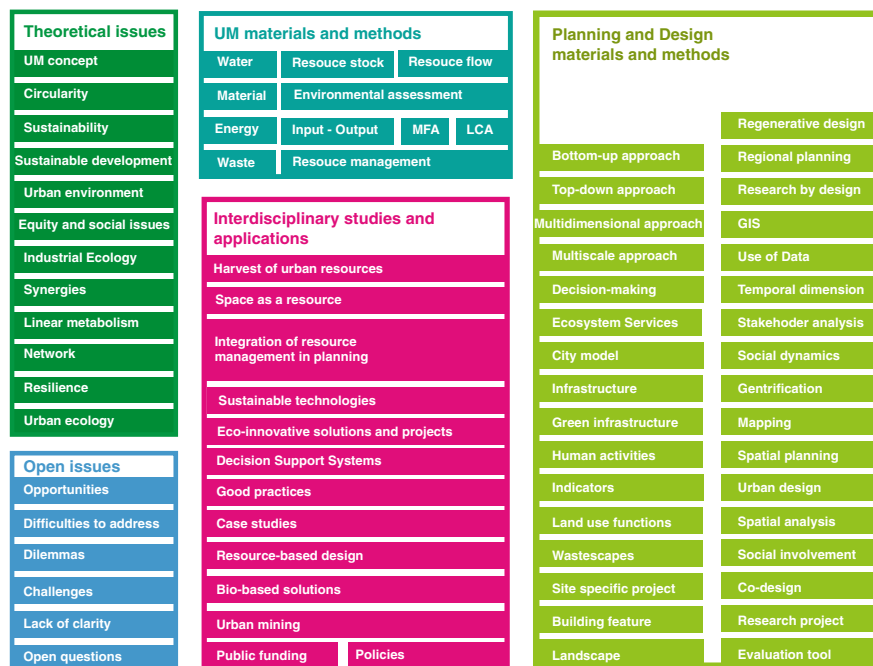 Theoretical issues
UM concept
Circularity
Sustainability
Sustainable development
Urban environment
Equity and social issues
Industrial Ecology
Synergies
Linear metabolism
Network
Resilience
Urban ecology
Open issues
Opportunities
Difficulties to address
Dilemmas
Challenges
Lack of clarity
Open questions
UM materials and methods
Water
Resouce stock
Resouce flow
Material
Environmental assessment
Energy
Input - Output
MFA
LCA
Waste
Resouce management
Interdisciplinary studies and
applications
Harvest of urban resources
Space as a resource
Integration of resource
management in planning
Sustainable technologies
Eco-innovative solutions and projects
Decision Support Systems
Good practices
Case studies
Resource-based design
Bio-based solutions
Urban mining
Public funding
Policies
Planning and Design
materials and methods
Bottom-up approach
Top-down approach
Multidimensional approach
Multiscale approach
Decision-making
Ecosystem Services
City model
Infrastructure
Green infrastructure
Human activities
Indicators
Land use functions
Wastescapes
Site specific project
Building feature
Landscape
Regenerative design
Regional planning
Research by design
GIS
Use of Data
Temporal dimension
Stakehoder analysis
Social dynamics
Gentrification
Mapping
Spatial planning
Urban design
Spatial analysis
Social involvement
Co-design
Research project
Evaluation tool